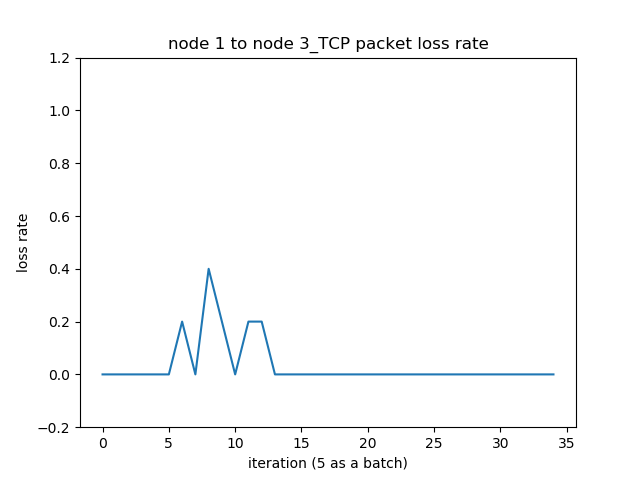 node 1 to node 3_TCP packet loss rate
1.2
1.0
0.8
0.6
0.4
0.2
0.0
−0.2
loss rate
0 5 10 15 20 25 30 35
iteration (5 as a batch)